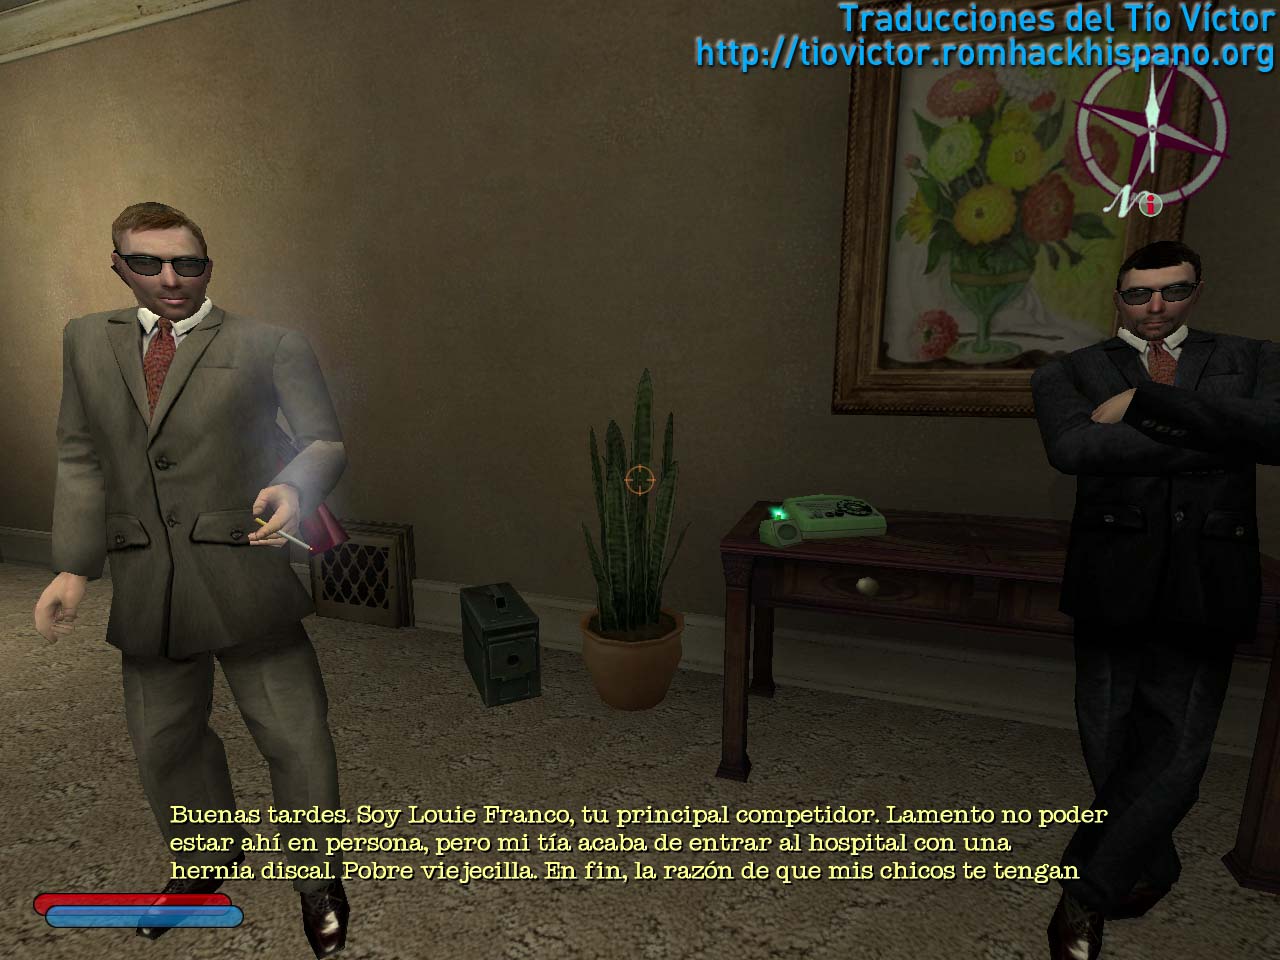 Traducciones del Tío Víctor
http://tiovictor.romhackhispano.org
N
i
Buenas tardes. Soy Louie Franco, tu principal competidor. Lamento no poder
estar ahí en persona, pero mi tía acaba de entrar al hospital con una
hernia discal. Pobre viejecilla. En fin, la razón de que mis chicos te tengan